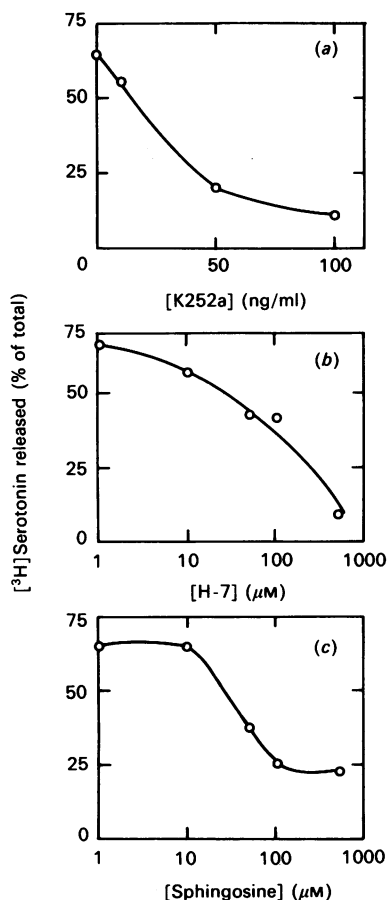 [³H]Serotonin released (% of total)
75
50
25
0
(a)
0 50 100
[K252a] (ng/ml)
75
50
25
0
(b)
1 10 100 1000
[H-7] (μM)
75
50
25
0
(c)
1 10 100 1000
[Sphingosine] (μM)